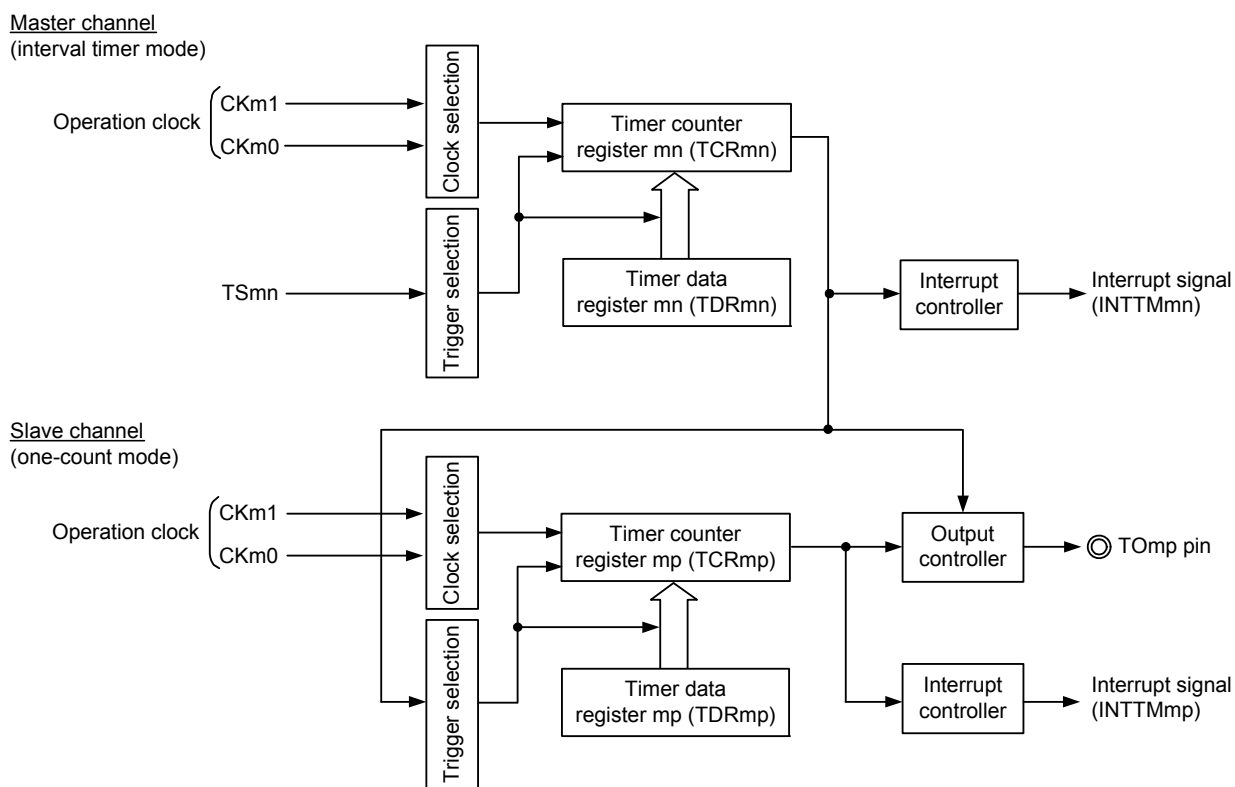 Master channel
(interval timer mode)
Operation clock
CKm1
CKm0
Clock selection
Timer counter
register mn (TCRmn)
TSmn
Trigger selection
Timer data
register mn (TDRmn)
Interrupt
controller
Interrupt signal
(INTTMmn)
Slave channel
(one-count mode)
Operation clock
CKm1
CKm0
Clock selection
Timer counter
register mp (TCRmp)
Output
controller
TOmp pin
Trigger selection
Timer data
register mp (TDRmp)
Interrupt
controller
Interrupt signal
(INTTMmp)